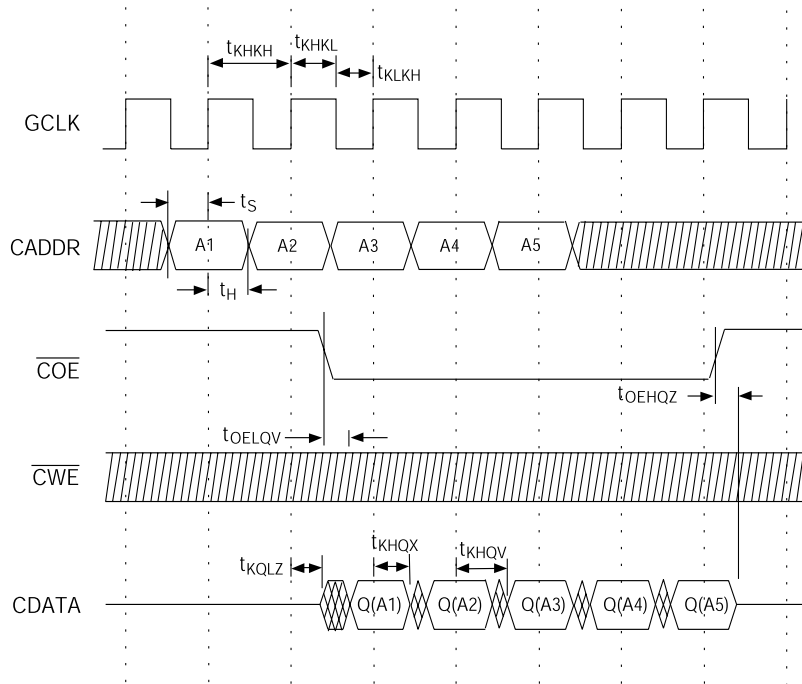 tKHKH tKHKL tKLKH
GCLK
tS
CADDR A1 A2 A3 A4 A5
tH
COE
tOEHQZ
tOELQV
CWE
tKHQX tKHQV
tKQLZ
CDATA Q(A1) Q(A2) Q(A3) Q(A4) Q(A5)